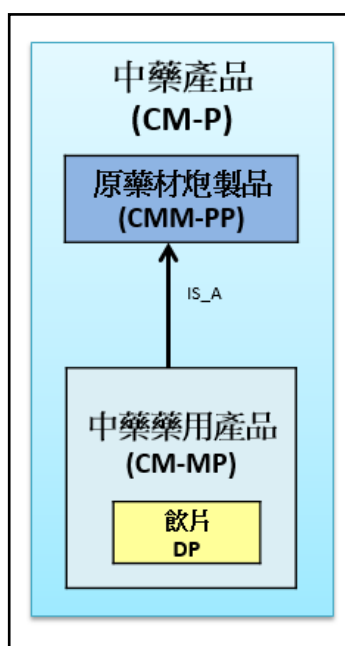 中藥產品
(CM-P)
原藥材炮製品
(CMM-PP)
IS_A
中藥藥用產品
(CM-MP)
飲片
DP